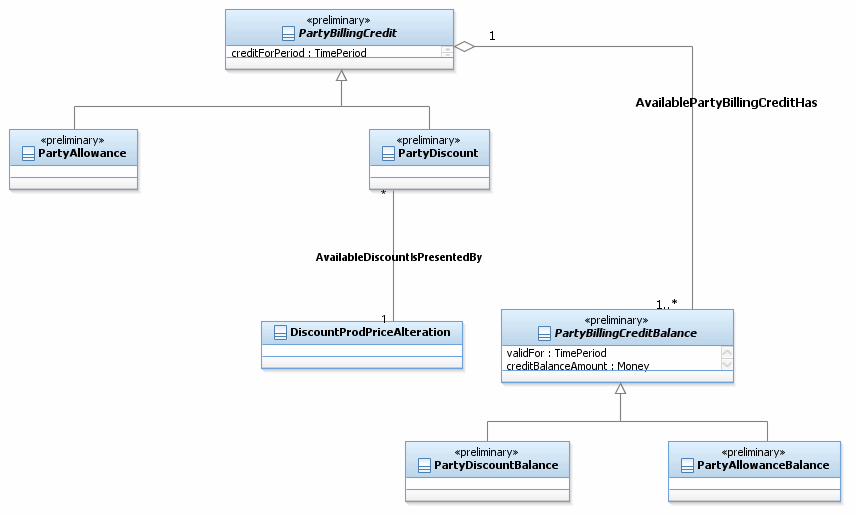 «preliminary»
PartyBillingCredit
creditForPeriod : TimePeriod
1
AvailablePartyBillingCreditHas
«preliminary»
PartyAllowance
«preliminary»
PartyDiscount
*
AvailableDiscountIsPresentedBy
1
DiscountProdPriceAlteration
1..*
«preliminary»
PartyBillingCreditBalance
validFor : TimePeriod
creditBalanceAmount : Money
«preliminary»
PartyDiscountBalance
«preliminary»
PartyAllowanceBalance